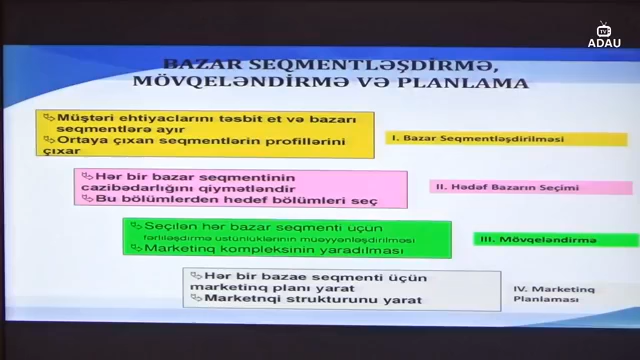 ADAU
BAZAR SEQMENTLƏŞDİRMƏ,
MÖVQELƏNDİRMƏ VƏ PLANLAMA
Müştəri ehtiyaclarını təsbit et və bazarı
seqmentlərə ayır
Ortaya çıxan seqmentlərin profillərini
çıxar
I. Bazar Seqmentləşdirilməsi
Hər bir bazar seqmentinin
cazibədarlığını qiymətləndir
Bu bölümlerden hedef bölümleri seç
II. Hədəf Bazarın Seçimi
Seçilən hər bazar seqmenti üçün
fərliləşdirmə üstunluklərinin müəyyənləşdirilməsi
Marketinq kompleksinin yaradılması
III. Mövqeləndirmə
Hər bir bazae seqmenti üçün
marketinq planı yarat
Marketnqi strukturunu yarat
IV. Marketinq
Planlaması